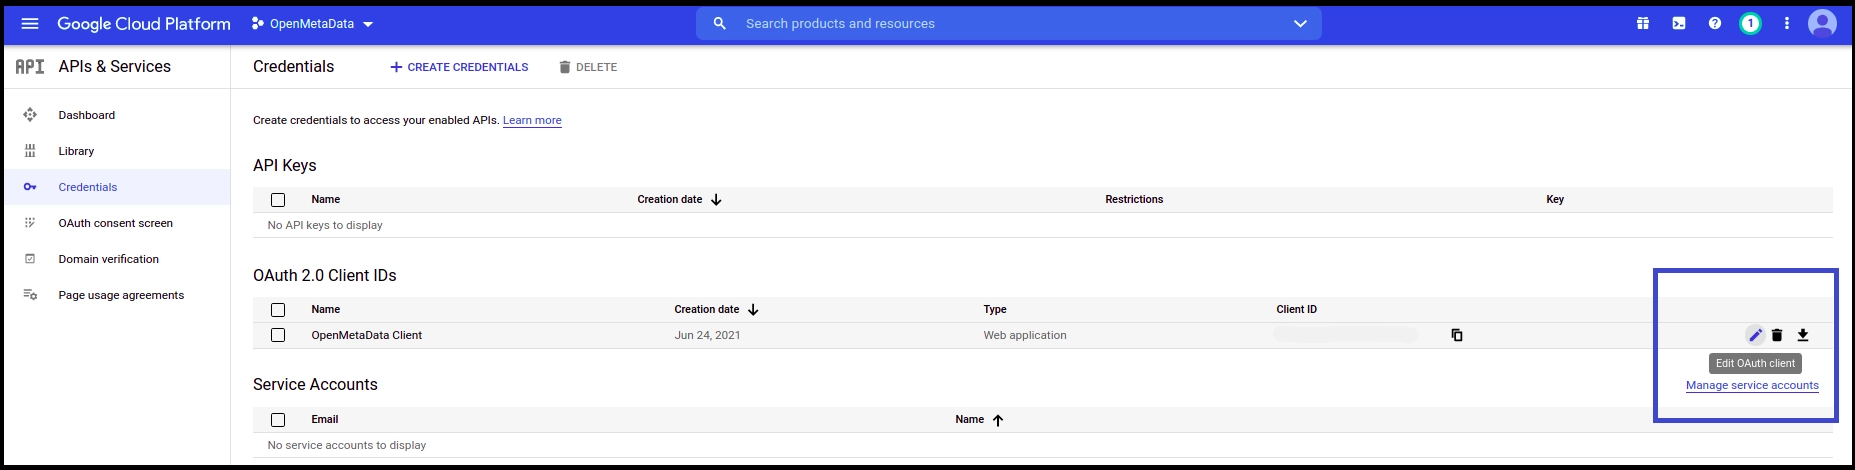 Google Cloud Platform OpenMetaData Search products and resources 1
API APIs & Services Credentials CREATE CREDENTIALS DELETE
Dashboard
Library
Credentials
OAuth consent screen
Domain verification
Page usage agreements
Create credentials to access your enabled APIs. Learn more
API Keys
Name Creation date Restrictions Key
No API keys to display
OAuth 2.0 Client IDs
Name Creation date Type Client ID
OpenMetaData Client Jun 24, 2021 Web application
Edit OAuth client
Service Accounts Manage service accounts
Email Name
No service accounts to display